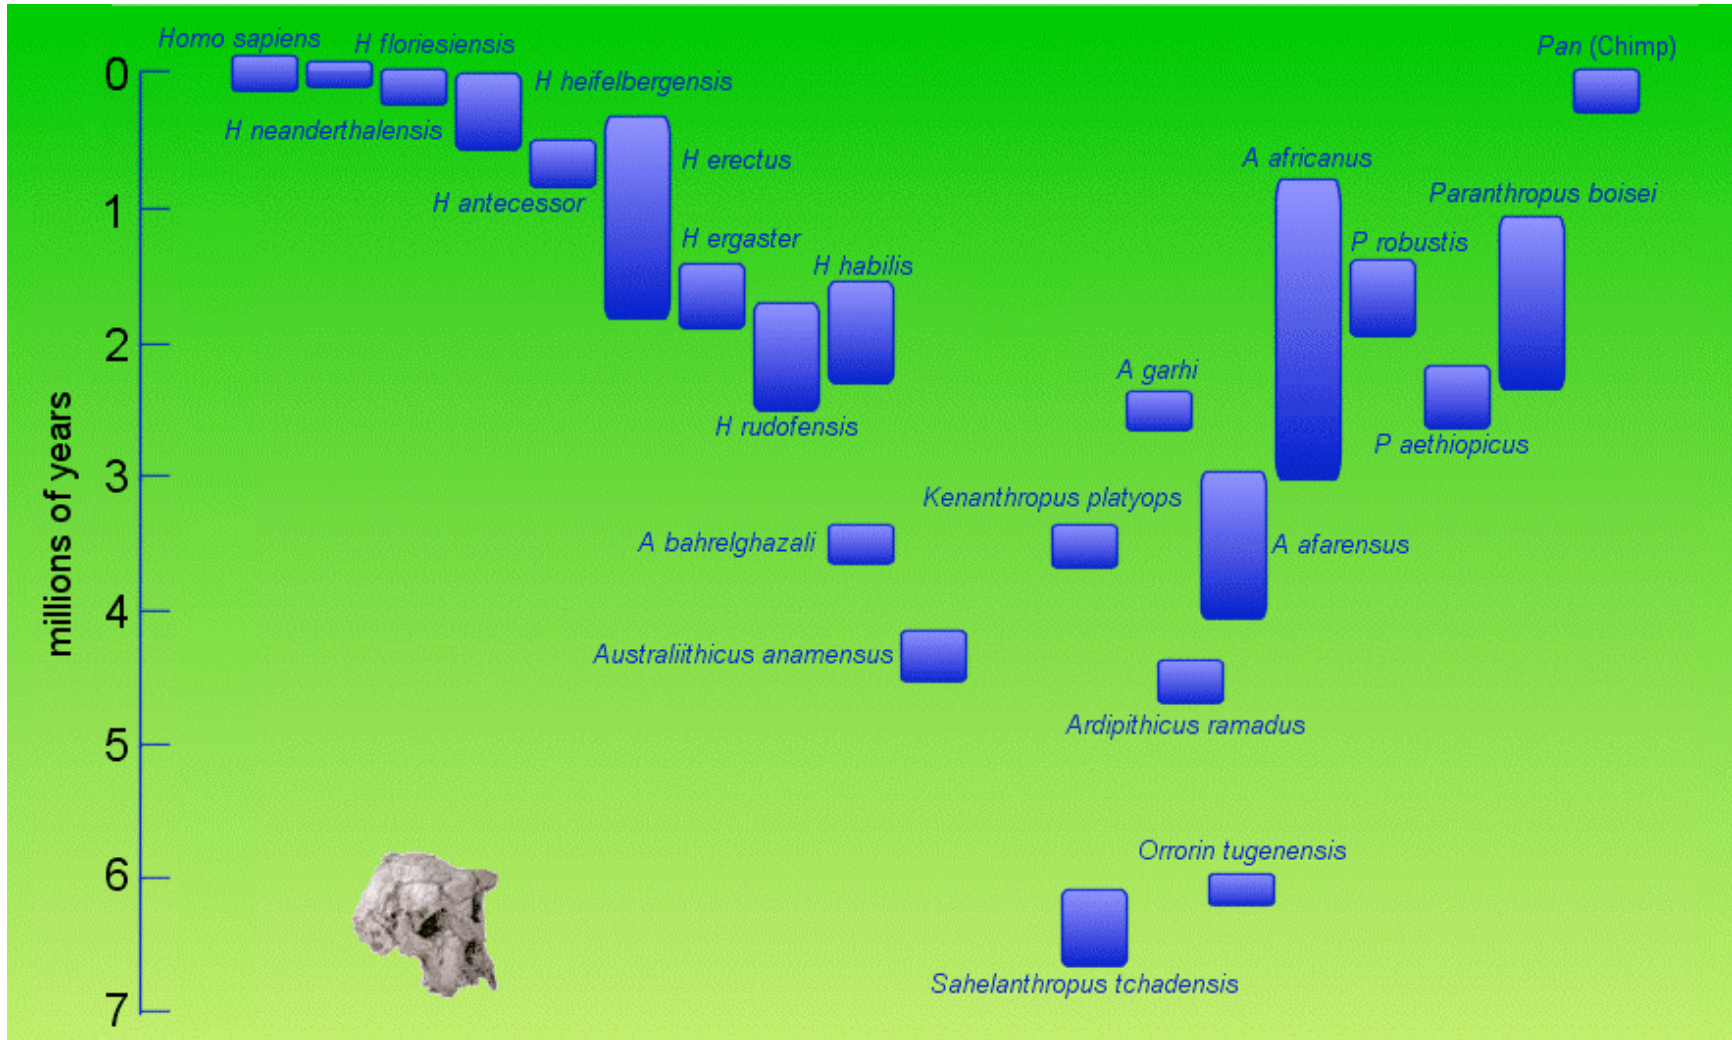 Homo sapiens
H floriesiensis
Pan (Chimp)
0
H heifelbergensis
H neanderthalensis
H erectus
A africanus
Paranthropus boisei
1
H antecessor
H ergaster
P robustis
H habilis
2
A garhi
H rudofensis
P aethiopicus
3
Kenanthropus platyops
A bahrelghazali
A afarensus
millions of years
4
Australiithicus anamensus
Ardipithicus ramadus
5
Orrorin tugenensis
6
Sahelanthropus tchadensis
7